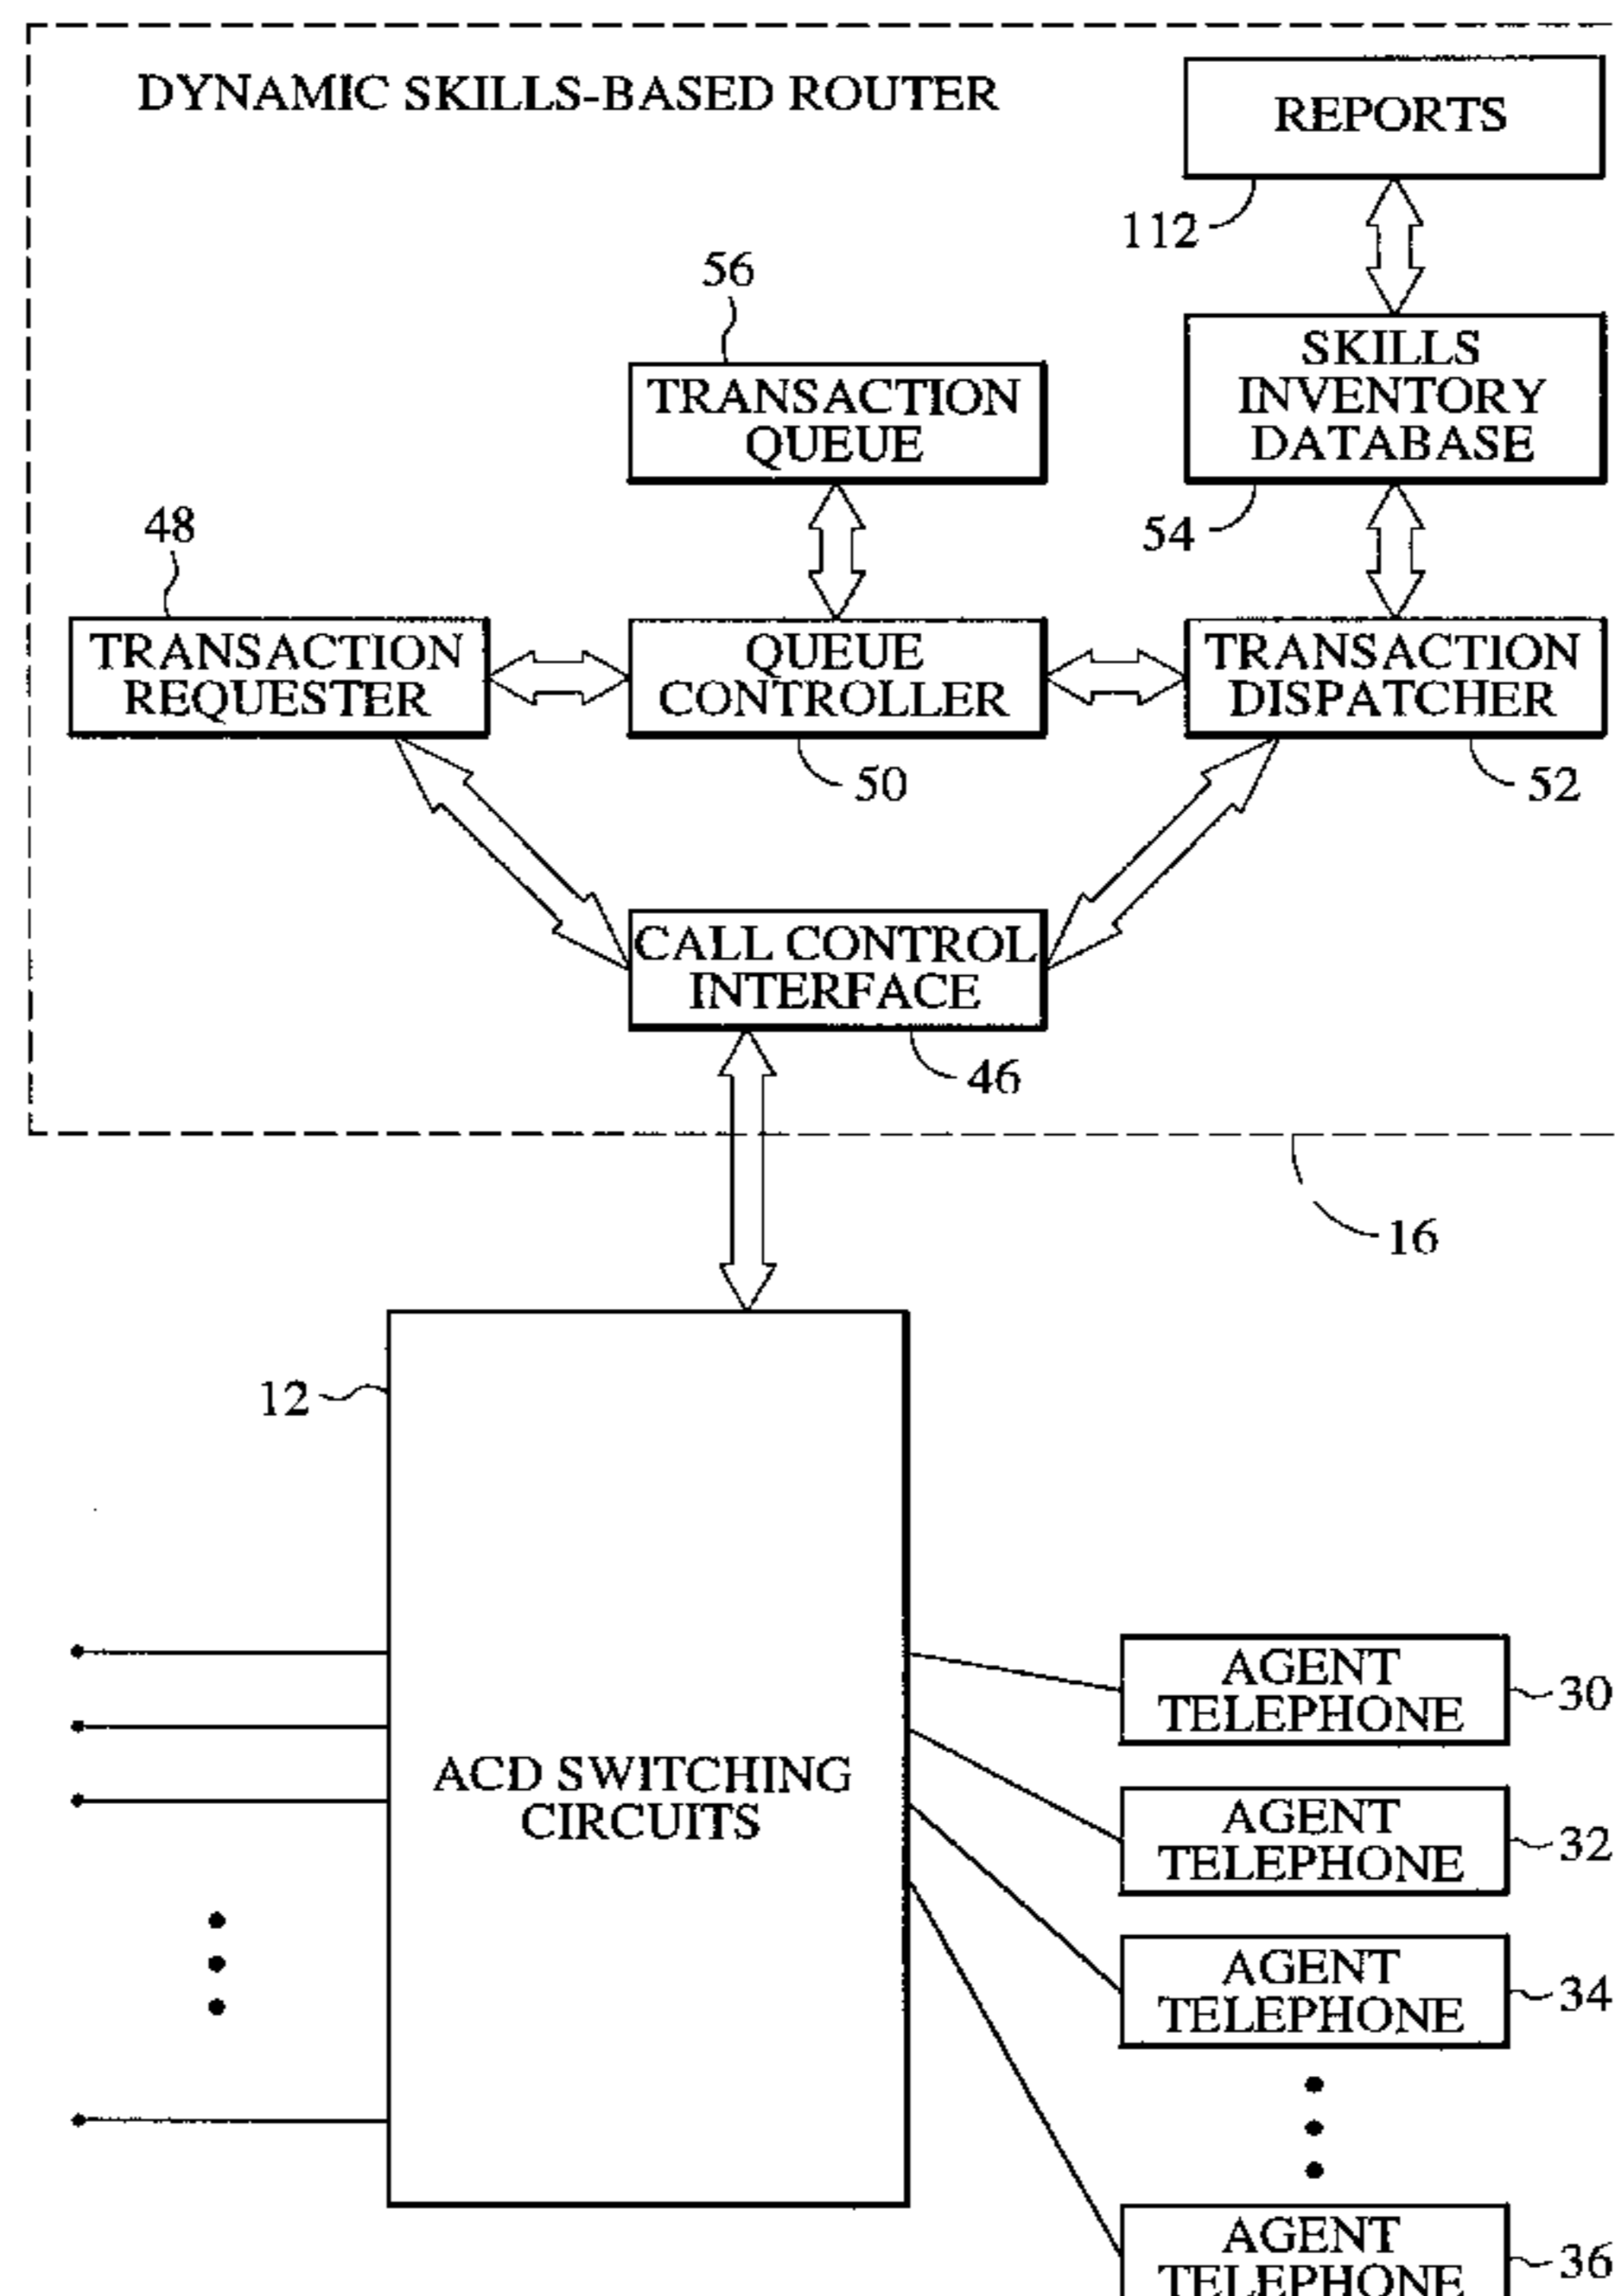 DYNAMIC SKILLS-BASED ROUTER
REPORTS
112
56
SKILLS
INVENTORY
DATABASE
TRANSACTION
QUEUE
54
48
TRANSACTION
REQUESTER
QUEUE
CONTROLLER
TRANSACTION
DISPATCHER
50
52
CALL CONTROL
INTERFACE
46
16
12
ACD SWITCHING
CIRCUITS
AGENT
TELEPHONE
30
AGENT
TELEPHONE
32
AGENT
TELEPHONE
34
AGENT
TELEPHONE
36